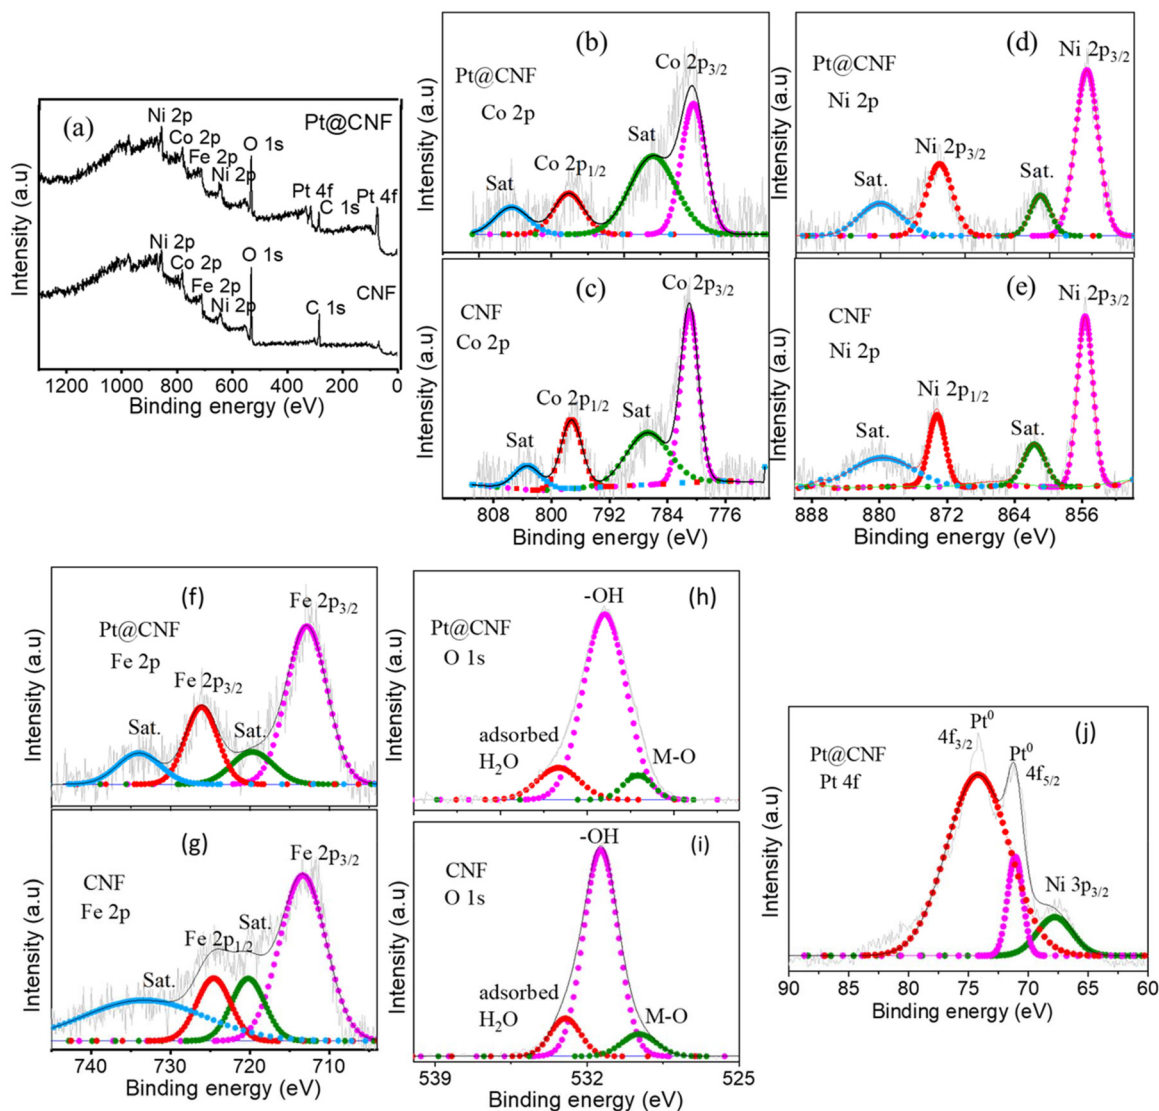 (a)
Pt@CNF
Ni 2p
Co 2p
Fe 2p
Ni 2p
O 1s
Pt 4f
C 1s
Pt 4f
Ni 2p
Co 2p
Fe 2p
Ni 2p
O 1s
C 1s
CNF
Intensity (a.u)
1200 1000 800 600 400 200 0
Binding energy (eV)
(b)
Pt@CNF
Co 2p
Co 2p3/2
Sat
Co 2p1/2
Sat
Intensity (a.u)
(c)
CNF
Co 2p
Co 2p3/2
Co 2p1/2
Sat
Sat
Intensity (a.u)
808 800 792 784 776
Binding energy (eV)
(d)
Pt@CNF
Ni 2p
Ni 2p3/2
Ni 2p3/2
Sat.
Sat.
Intensity (a.u)
(e)
CNF
Ni 2p
Ni 2p3/2
Ni 2p1/2
Sat.
Sat.
Intensity (a.u)
888 880 872 864 856
Binding energy (eV)
(f)
Pt@CNF
Fe 2p
Fe 2p3/2
Fe 2p3/2
Sat.
Sat.
Intensity (a.u)
(g)
CNF
Fe 2p
Fe 2p3/2
Sat.
Fe 2p1/2
Sat.
Intensity (a.u)
740 730 720 710
Binding energy (eV)
-OH
(h)
Pt@CNF
O 1s
adsorbed
H2O
M-O
Intensity (a.u)
-OH
(i)
CNF
O 1s
adsorbed
H2O
M-O
Intensity (a.u)
539 532 525
Binding energy (eV)
(j)
Pt@CNF
Pt 4f
Pt0
4f3/2
Pt0
4f5/2
Ni 3p3/2
Intensity (a.u)
90 85 80 75 70 65 60
Binding energy (eV)